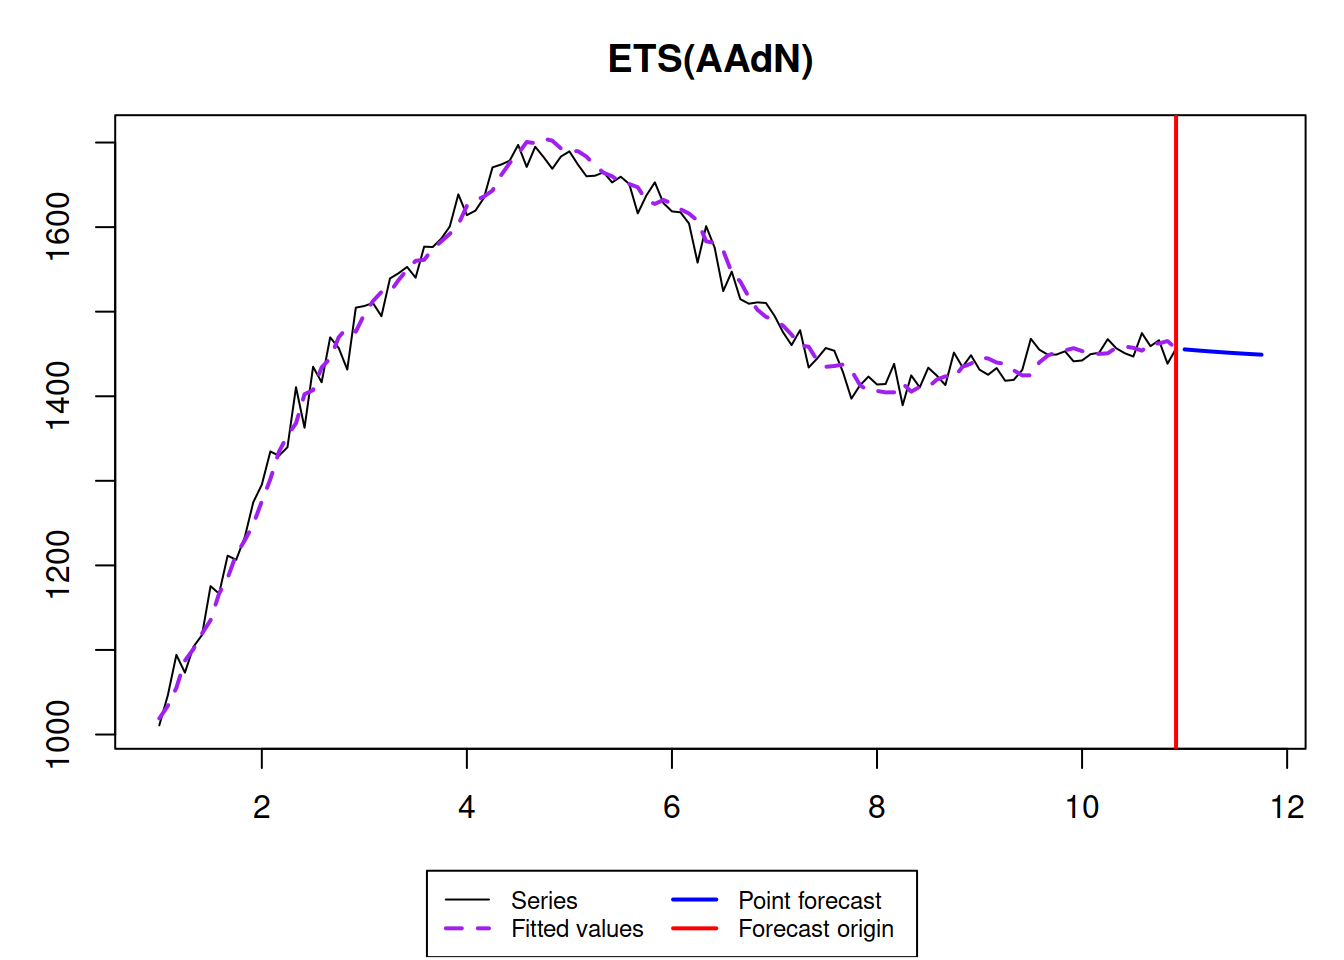 ETS(AAdN)
1600
1400
1200
1000
2 4 6 8 10 12
Series Point forecast
Fitted values Forecast origin